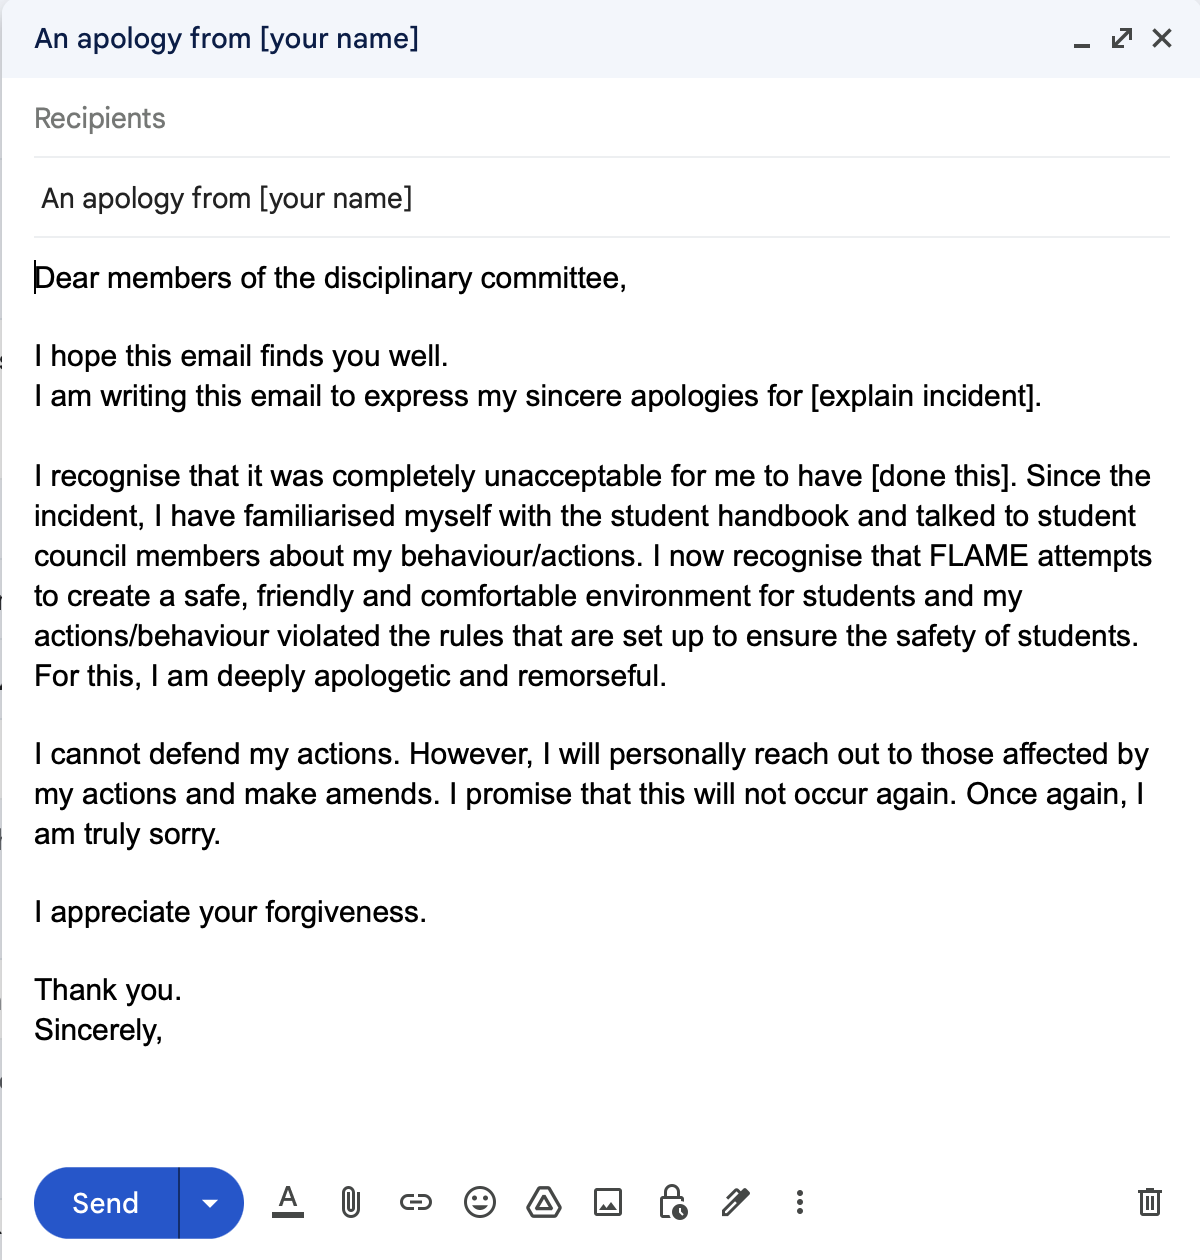 An apology from [your name]
Recipients
An apology from [your name]
Dear members of the disciplinary committee,
I hope this email finds you well.
I am writing this email to express my sincere apologies for [explain incident].
I recognise that it was completely unacceptable for me to have [done this]. Since the
incident, I have familiarised myself with the student handbook and talked to student
council members about my behaviour/actions. I now recognise that FLAME attempts
to create a safe, friendly and comfortable environment for students and my
actions/behaviour violated the rules that are set up to ensure the safety of students.
For this, I am deeply apologetic and remorseful.
I cannot defend my actions. However, I will personally reach out to those affected by
my actions and make amends. I promise that this will not occur again. Once again, I
am truly sorry.
I appreciate your forgiveness.
Thank you.
Sincerely,
Send